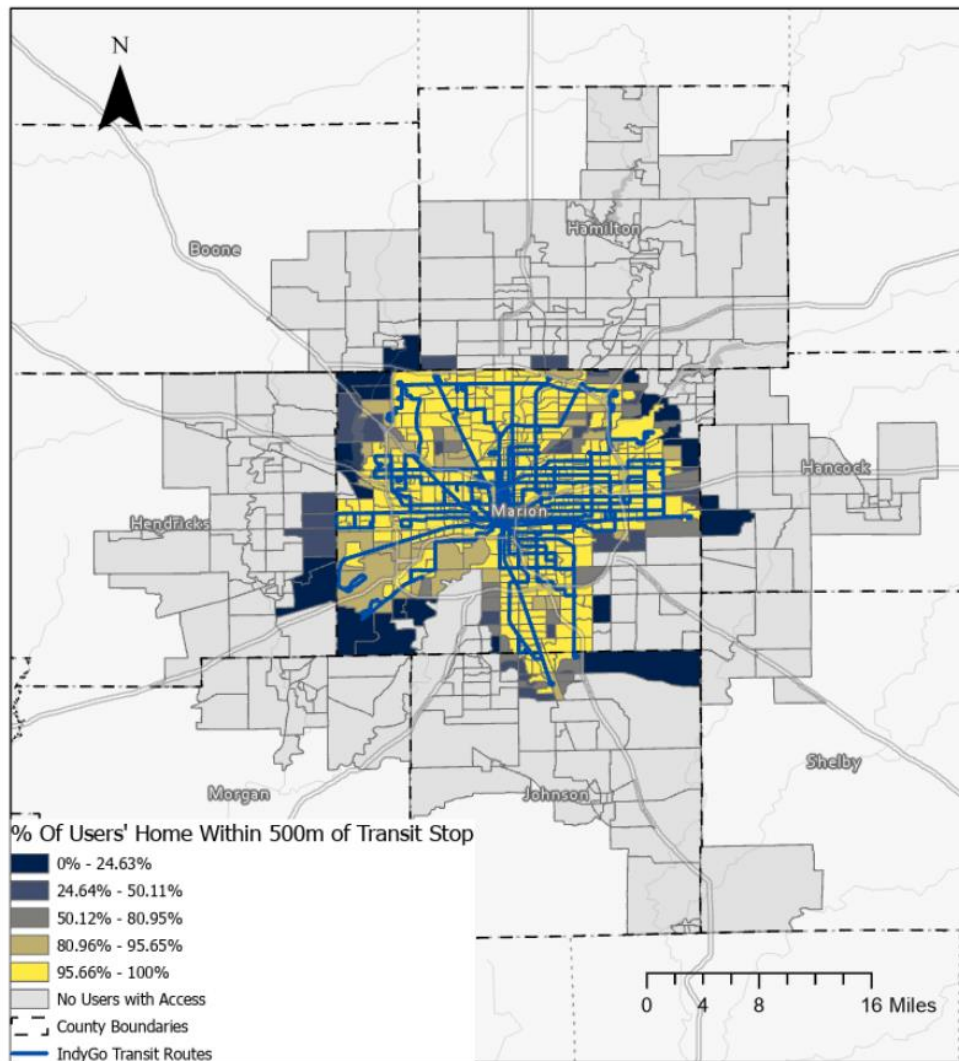 N
Boone
Hamilton
Hendricks
Marion
Hancock
Morgan
Johnson
Shelby
% Of Users' Home Within 500m of Transit Stop
0% - 24.63%
24.64% - 50.11%
50.12% - 80.95%
80.96% - 95.65%
95.66% - 100%
No Users with Access
County Boundaries
IndyGo Transit Routes
0 4 8 16 Miles